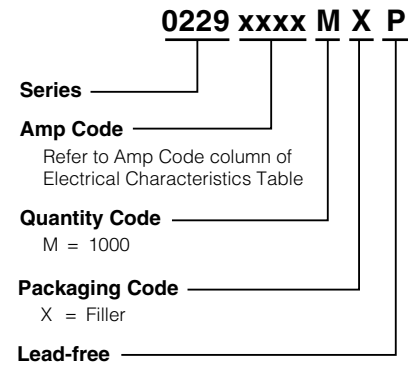 0229 xxxx M X P
Series
Amp Code
Refer to Amp Code column of
Electrical Characteristics Table
Quantity Code
M = 1000
Packaging Code
X = Filler
Lead-free